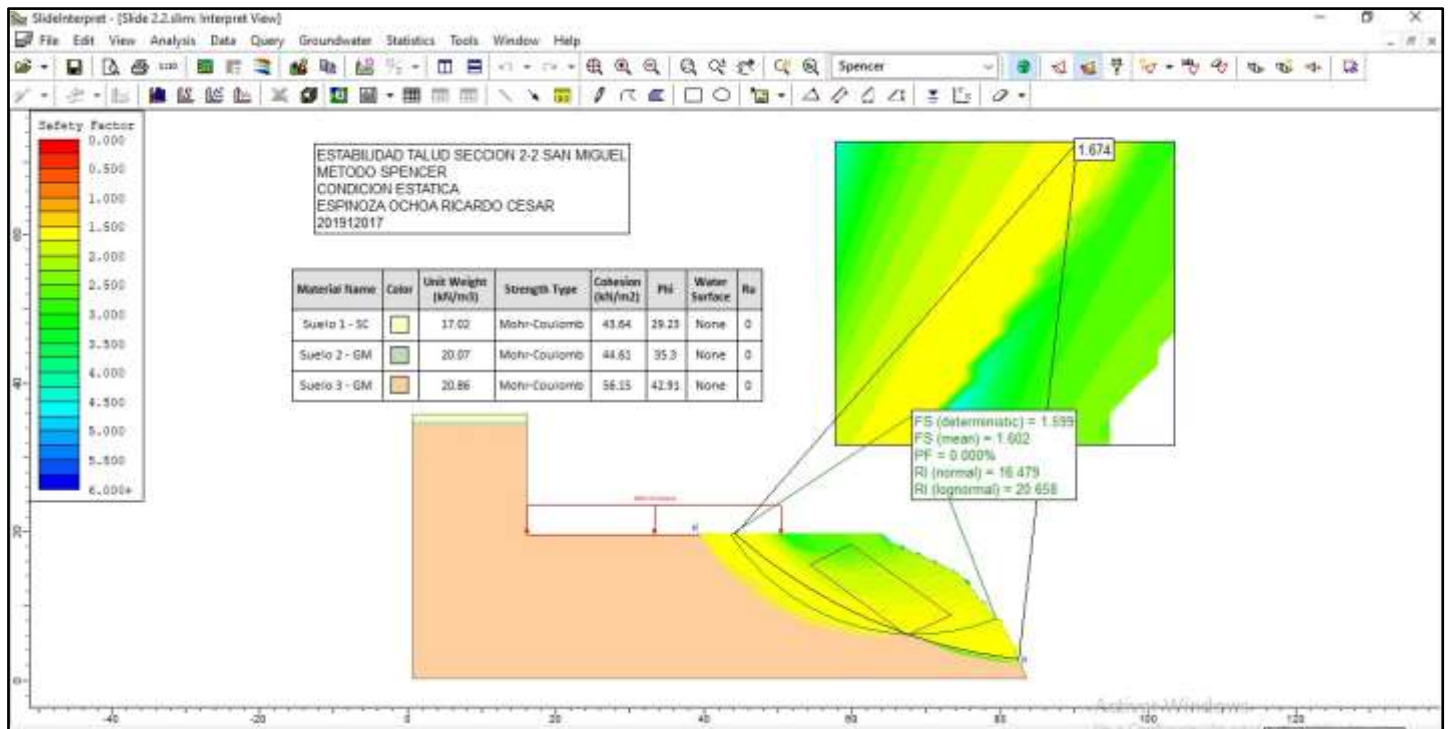 SlideInterpret - [Slide 2.2.slim: Interpret View]
File Edit View Analysis Data Query Groundwater Statistics Tools Window Help
Spencer
Safety Factor
0.000
0.500
1.000
1.500
2.000
2.500
3.000
3.500
4.000
4.500
5.000
5.500
6.000+
ESTABILIDAD TALUD SECCION 2-2 SAN MIGUEL
METODO SPENCER
CONDICION ESTATICA
ESPINOZA OCHOA RICARDO CESAR
201912017
Material Name Color Unit Weight (kN/m3) Strength Type Cohesion (kN/m2) Phi Water Surface Ru
Suelo 1 - SC 17.02 Mohr-Coulomb 43.64 29.23 None 0
Suelo 2 - GM 20.07 Mohr-Coulomb 44.61 35.3 None 0
Suelo 3 - GM 20.86 Mohr-Coulomb 56.15 42.91 None 0
1.674
FS (deterministic) = 1.599
FS (mean) = 1.602
PF = 0.000%
RI (normal) = 16.479
RI (lognormal) = 20.658
60
40
20
0
-40 -20 0 20 40 60 80 100 120
Activar Windows